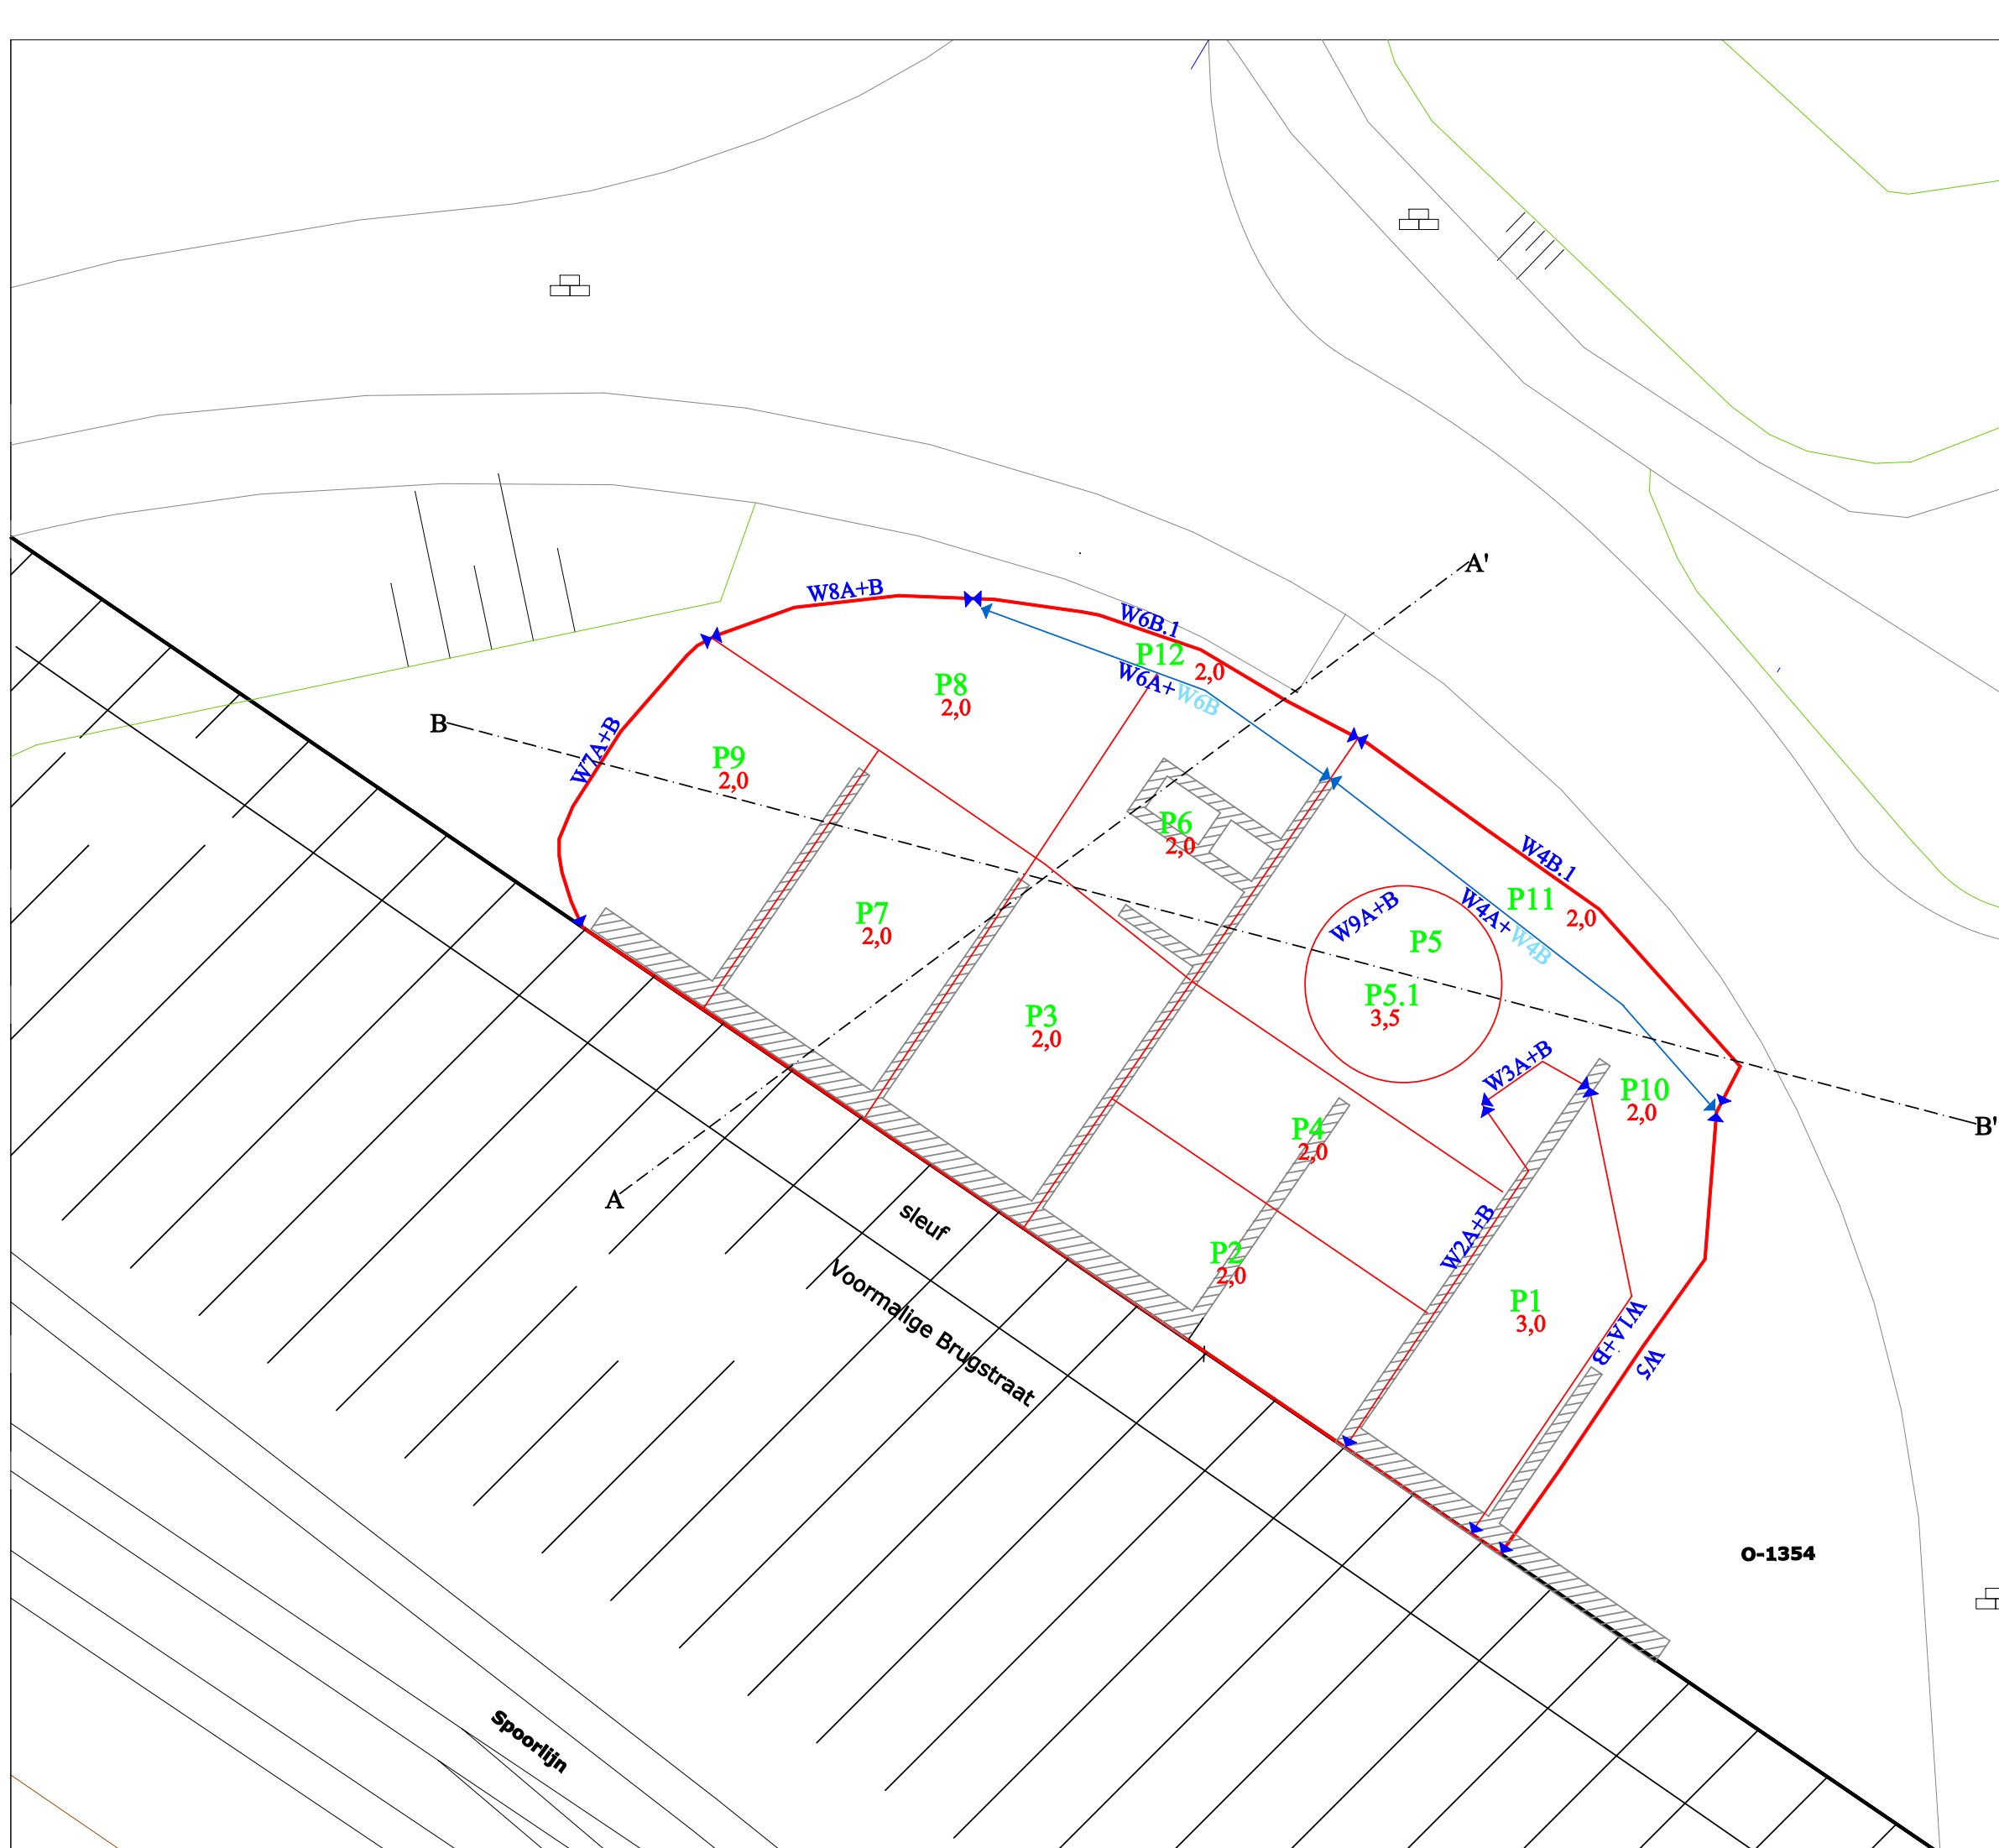 A'
W8A+B
W6B.1
P12
2,0
W6A+W6B
P8
2,0
B
W7A+B
P9
2,0
P6
2,0
W4B.1
P11
2,0
W4A+W4B
W9A+B
P5
P5.1
3,5
P7
2,0
P3
2,0
W3A+B
P10
2,0
B'
P4
2,0
A
sleuf
W2A+B
P2
2,0
Voormalige Brugstraat
P1
3,0
W1A+B
W5
O-1354
Spoorlijn